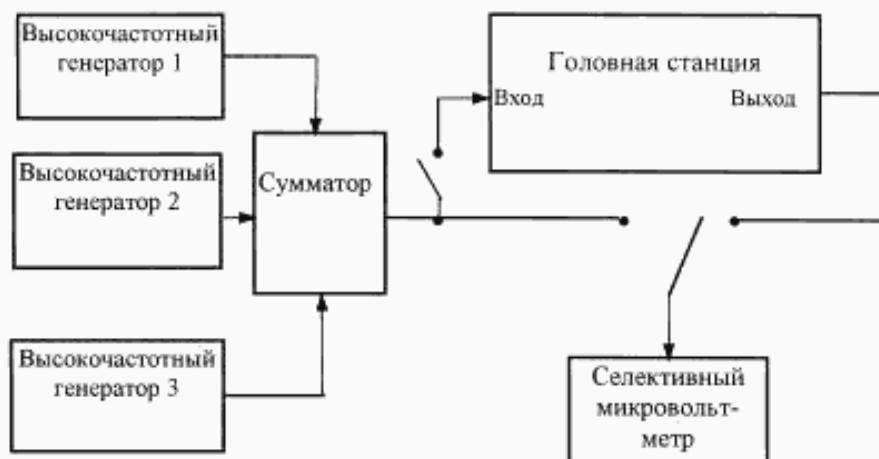 Высокочастотный
генератор 1
Головная станция
Вход
Выход
Высокочастотный
генератор 2
Сумматор
Высокочастотный
генератор 3
Селективный
микровольт-
метр